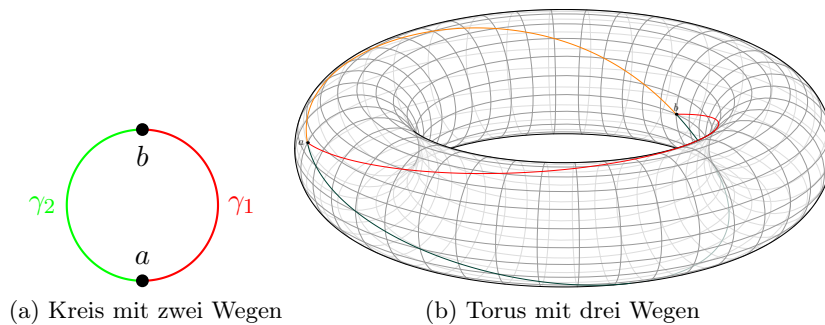 b
b
a
γ₂ γ₁
a
(a) Kreis mit zwei Wegen
(b) Torus mit drei Wegen